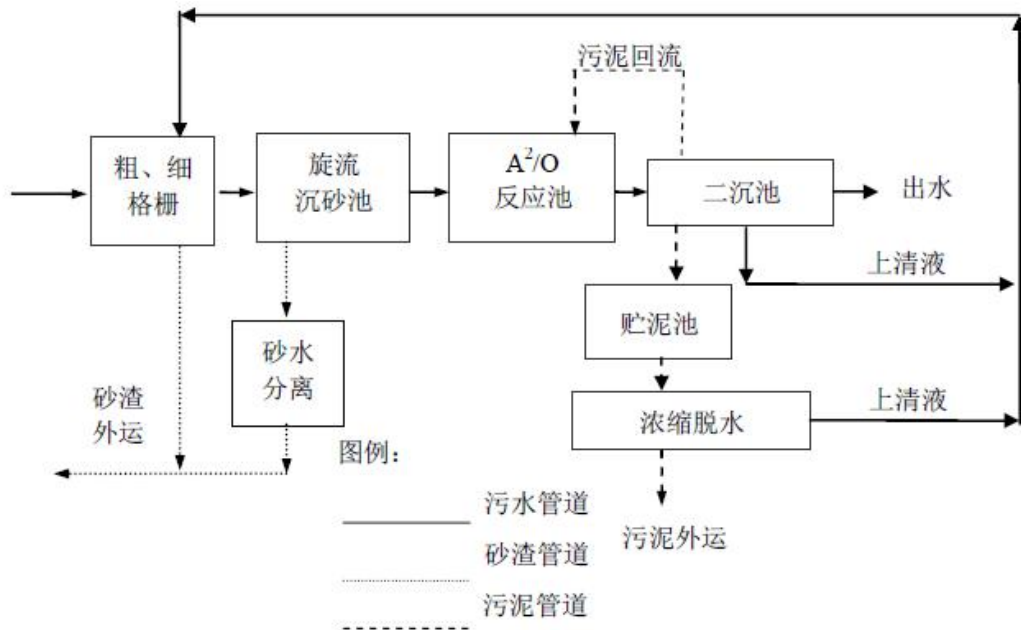 污泥回流
粗、细
格栅
旋流
沉砂池
A²/O
反应池
二沉池
出水
上清液
贮泥池
砂水
分离
砂渣
外运
浓缩脱水
上清液
图例：
污水管道
污泥外运
砂渣管道
污泥管道